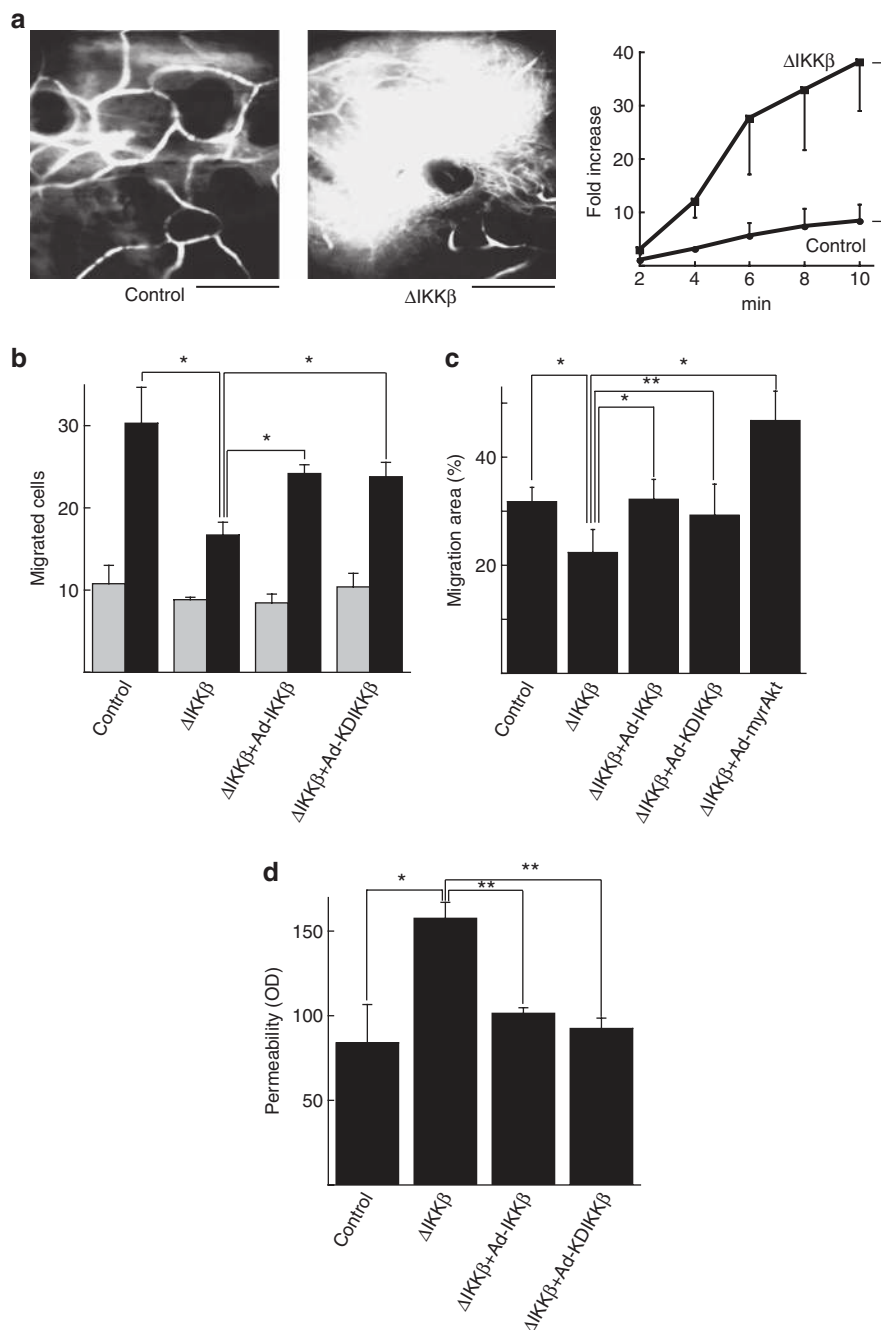 a
Control
ΔIKKβ
Fold increase
40
30
20
10
ΔIKKβ
Control
2 4 6 8 10
min
b
Migrated cells
30
20
10
*
*
*
Control
ΔIKKβ
ΔIKKβ+Ad-IKKβ
ΔIKKβ+Ad-KDIKKβ
c
Migration area (%)
40
20
*
*
**
*
Control
ΔIKKβ
ΔIKKβ+Ad-IKKβ
ΔIKKβ+Ad-KDIKKβ
ΔIKKβ+Ad-myrAkt
d
Permeability (OD)
150
100
50
*
**
**
Control
ΔIKKβ
ΔIKKβ+Ad-IKKβ
ΔIKKβ+Ad-KDIKKβ